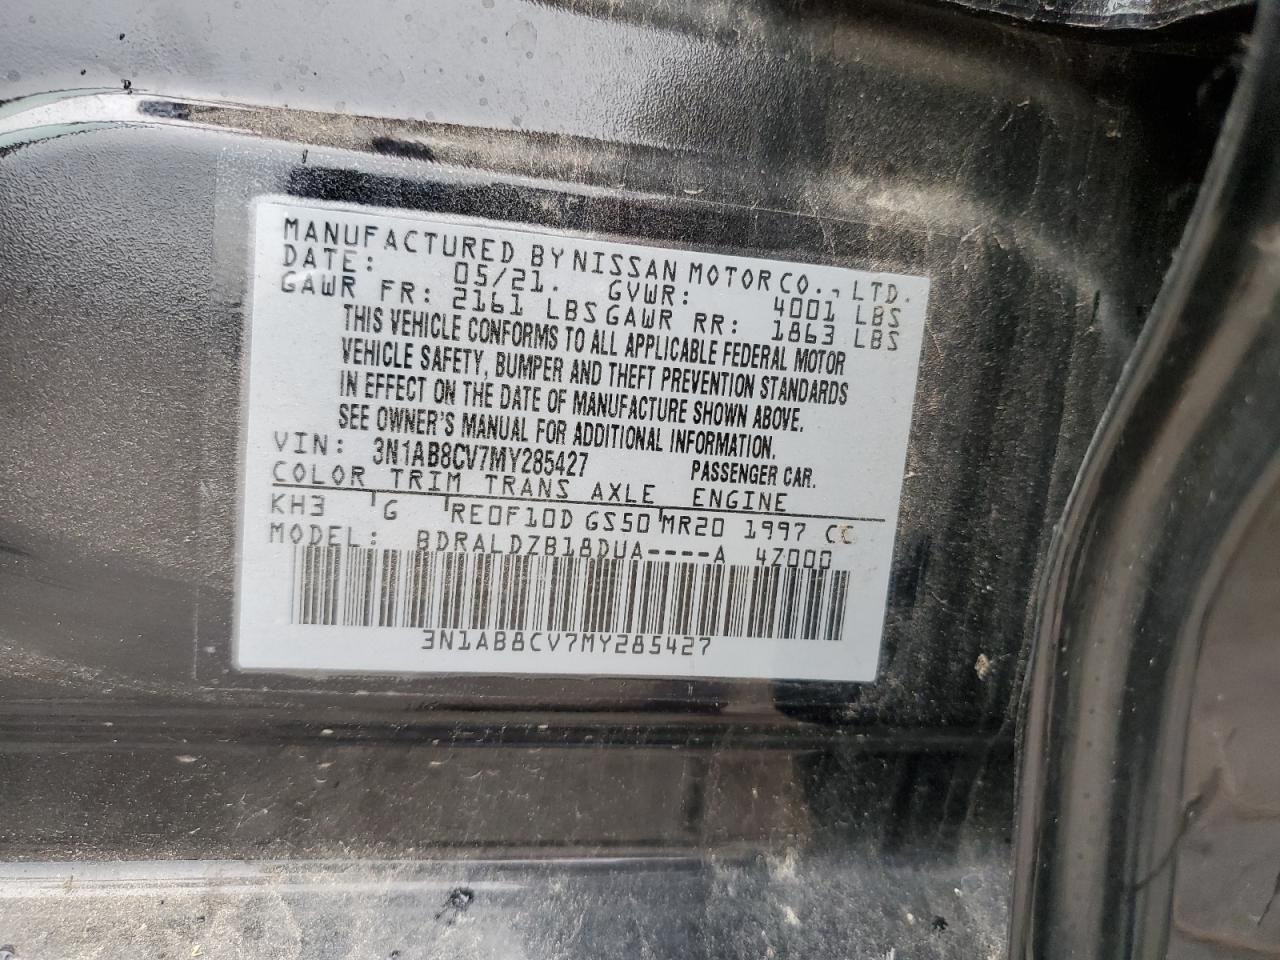 MANUFACTURED BY NISSAN MOTOR CO., LTD.
DATE: 05/21. GVWR: 4001 LBS
GAWR FR: 2161 LBS GAWR RR: 1863 LBS
THIS VEHICLE CONFORMS TO ALL APPLICABLE FEDERAL MOTOR
VEHICLE SAFETY, BUMPER AND THEFT PREVENTION STANDARDS
IN EFFECT ON THE DATE OF MANUFACTURE SHOWN ABOVE.
SEE OWNER'S MANUAL FOR ADDITIONAL INFORMATION.
VIN: 3N1AB8CV7MY285427 PASSENGER CAR.
COLOR TRIM TRANS AXLE ENGINE
KH3 G RE0F10D GS50 MR20 1997 CC
MODEL: BDRALDZB18DUA----A 4Z000
3N1AB8CV7MY285427